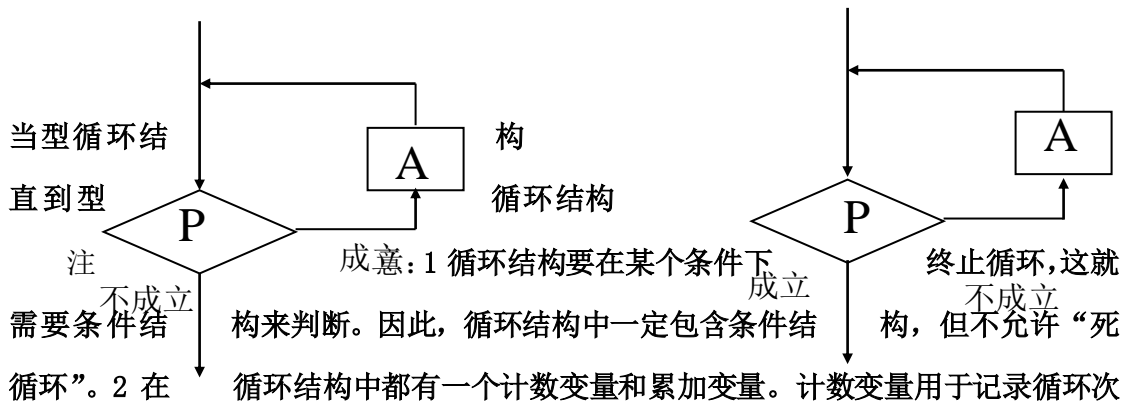 当型循环结构
A
A
直到型循环结构
P
P
注意:1 循环结构要在某个条件下终止循环,这就
成立
成立
不成立
不成立
需要条件结构来判断。因此,循环结构中一定包含条件结构,但不允许“死
循环”。2 在循环结构中都有一个计数变量和累加变量。计数变量用于记录循环次